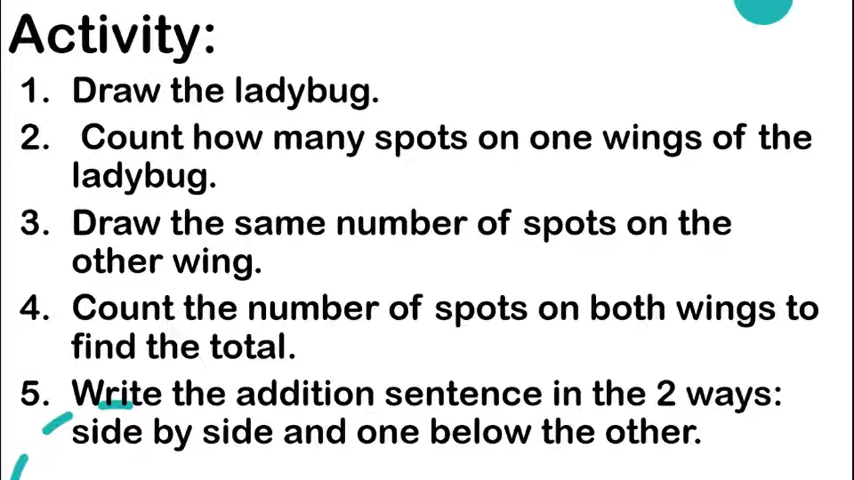 Activity:
1. Draw the ladybug.
2. Count how many spots on one wings of the
ladybug.
3. Draw the same number of spots on the
other wing.
4. Count the number of spots on both wings to
find the total.
5. Write the addition sentence in the 2 ways:
side by side and one below the other.